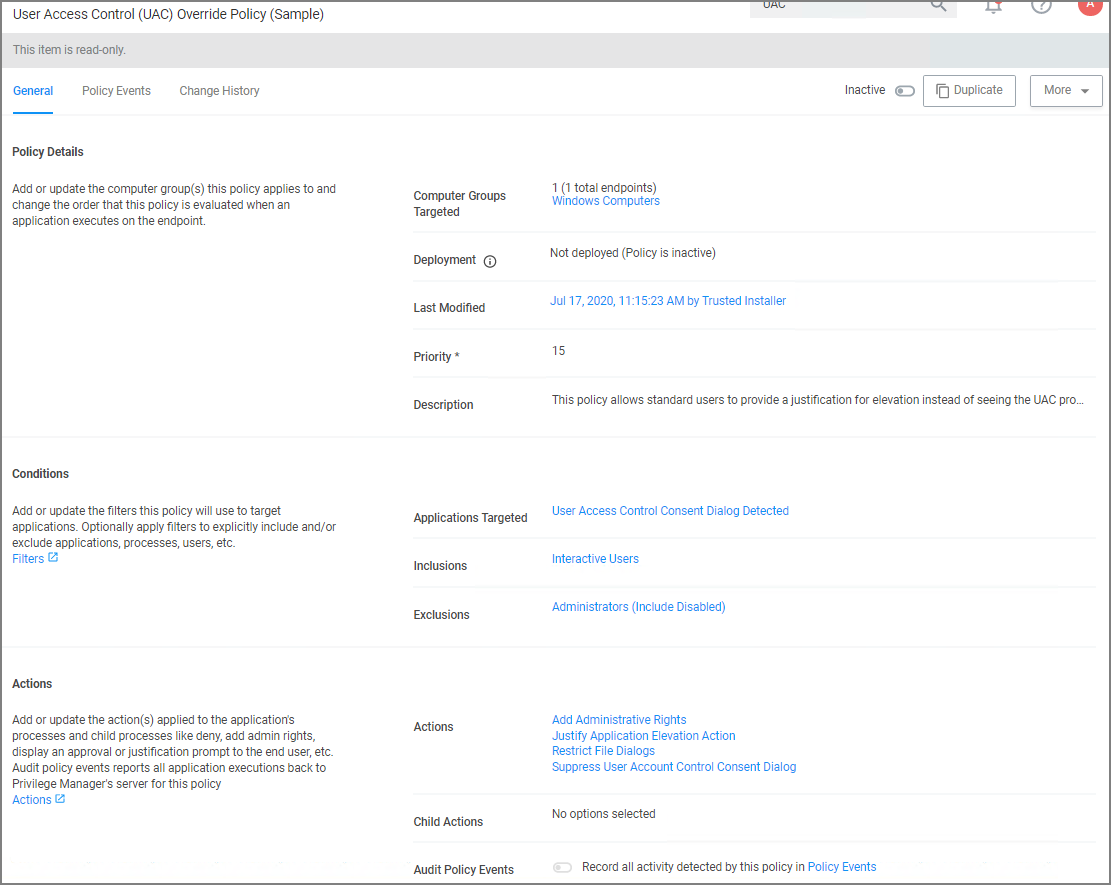 User Access Control (UAC) Override Policy (Sample)
UAC
A
This item is read-only.
General
Policy Events
Change History
Inactive
Duplicate
More
Policy Details
Add or update the computer group(s) this policy applies to and
change the order that this policy is evaluated when an
application executes on the endpoint.
Computer Groups
Targeted
1 (1 total endpoints)
Windows Computers
Deployment
Not deployed (Policy is inactive)
Last Modified
Jul 17, 2020, 11:15:23 AM by Trusted Installer
Priority *
15
Description
This policy allows standard users to provide a justification for elevation instead of seeing the UAC pro...
Conditions
Add or update the filters this policy will use to target
applications. Optionally apply filters to explicitly include and/or
exclude applications, processes, users, etc.
Filters
Applications Targeted
User Access Control Consent Dialog Detected
Inclusions
Interactive Users
Exclusions
Administrators (Include Disabled)
Actions
Add or update the action(s) applied to the application's
processes and child processes like deny, add admin rights,
display an approval or justification prompt to the end user, etc.
Audit policy events reports all application executions back to
Privilege Manager's server for this policy
Actions
Actions
Add Administrative Rights
Justify Application Elevation Action
Restrict File Dialogs
Suppress User Account Control Consent Dialog
Child Actions
No options selected
Audit Policy Events
Record all activity detected by this policy in Policy Events